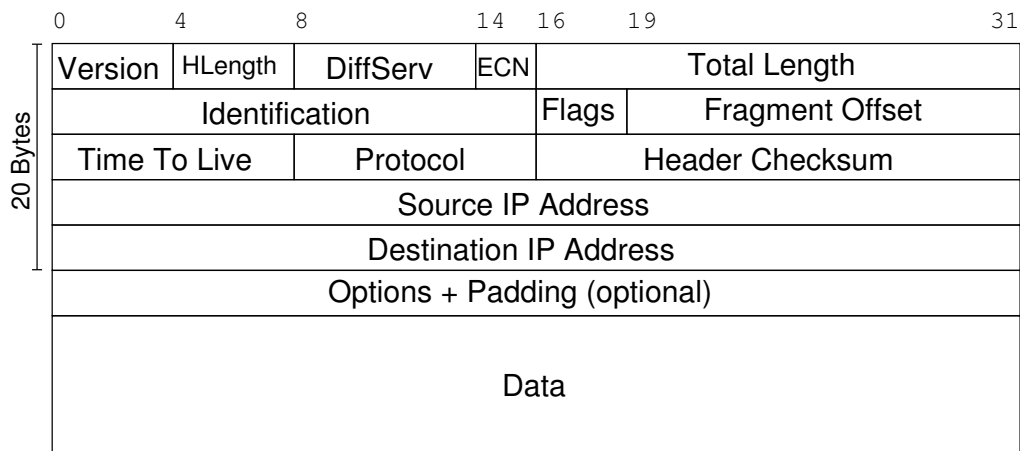 0 4 8 14 16 19 31
Version HLength DiffServ ECN Total Length
Identification Flags Fragment Offset
Time To Live Protocol Header Checksum
Source IP Address
Destination IP Address
20 Bytes
Options + Padding (optional)
Data